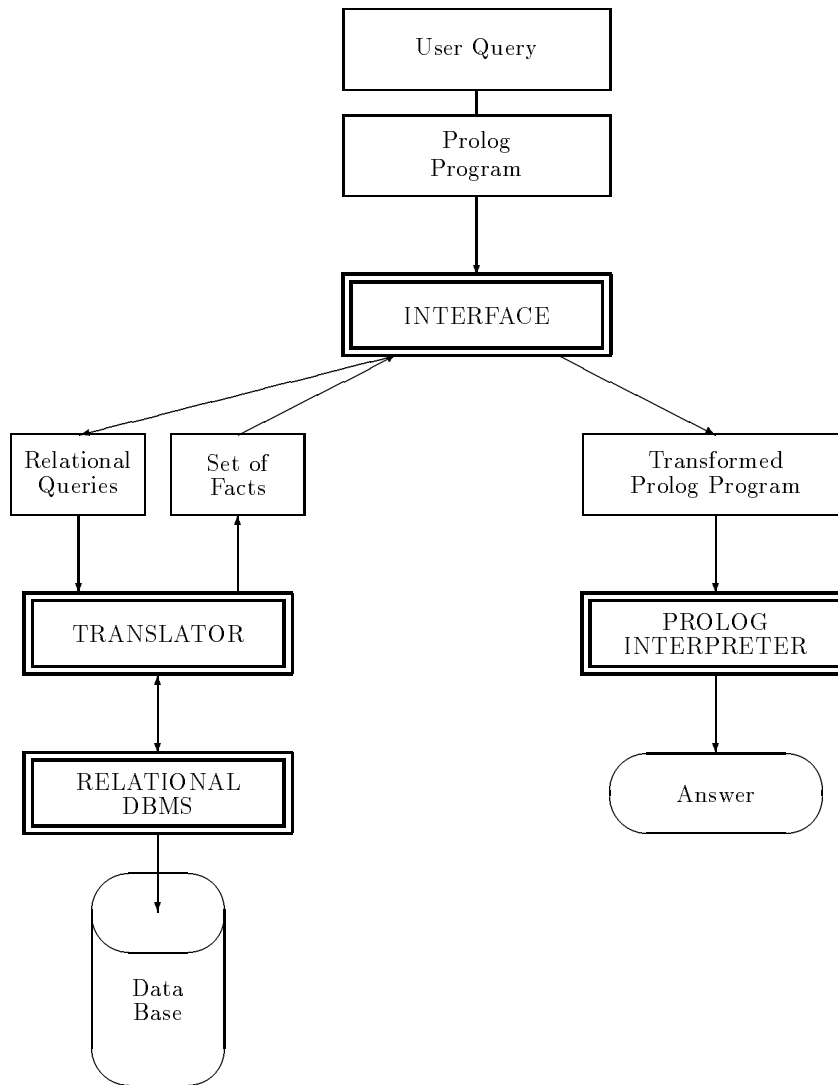 User Query
Prolog
Program
INTERFACE
Relational
Queries
Set of
Facts
Transformed
Prolog Program
TRANSLATOR
PROLOG
INTERPRETER
RELATIONAL
DBMS
Answer
Data
Base